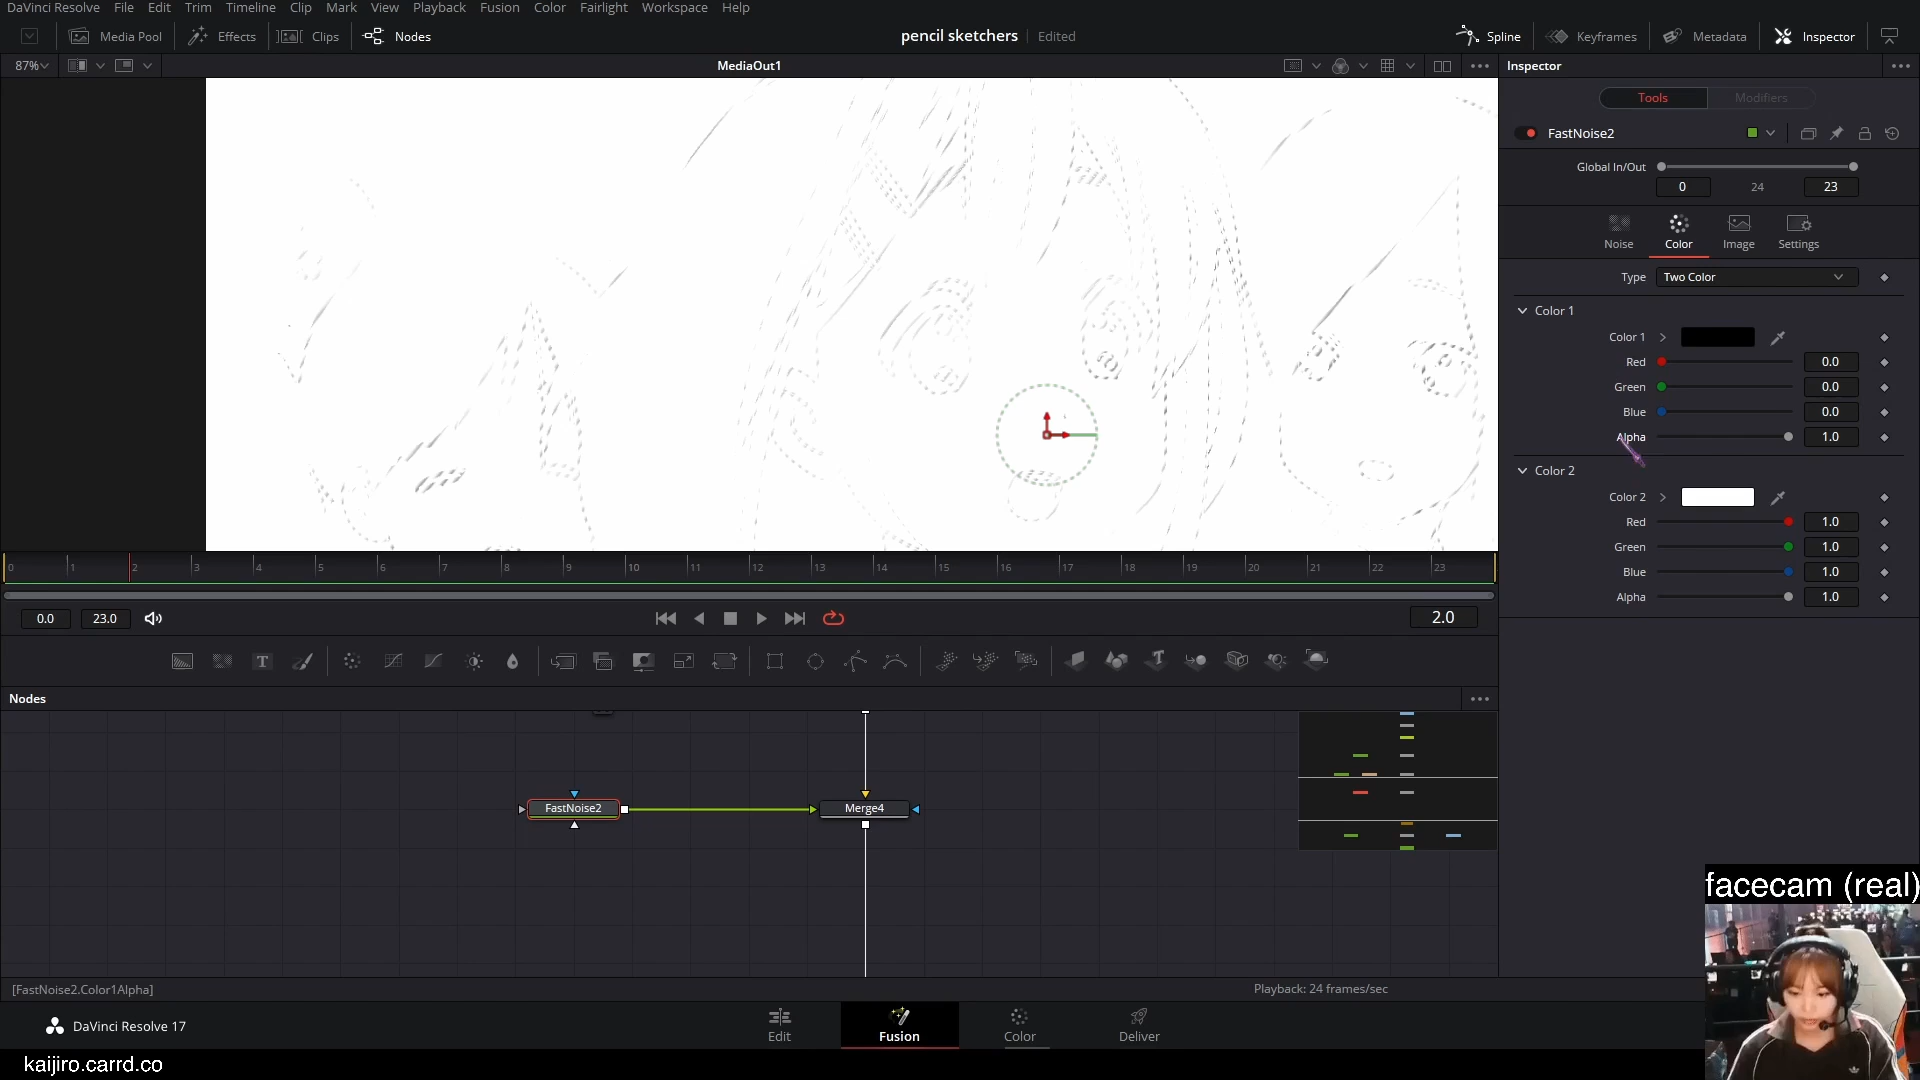 DaVinci Resolve File Edit Trim Timeline Clip Mark View Playback Fusion Color Fairlight Workspace Help
Media Pool Effects Clips Nodes pencil sketchers Edited Spline Keyframes Metadata Inspector
87% MediaOut1 Inspector
Tools Modifiers
FastNoise2
Global In/Out
0 24 23
Noise Color Image Settings
Type Two Color
Color 1
Color 1
Red 0.0
Green 0.0
Blue 0.0
Alpha 1.0
Color 2
Color 2
Red 1.0
Green 1.0
Blue 1.0
Alpha 1.0
0 1 2 3 4 5 6 7 8 9 10 11 12 13 14 15 16 17 18 19 20 21 22 23
0.0 23.0 2.0
Nodes
FastNoise2 Merge4
[FastNoise2.Color1Alpha] Playback: 24 frames/sec
DaVinci Resolve 17 Edit Fusion Color Deliver
kaijiro.carrd.co
facecam (real)